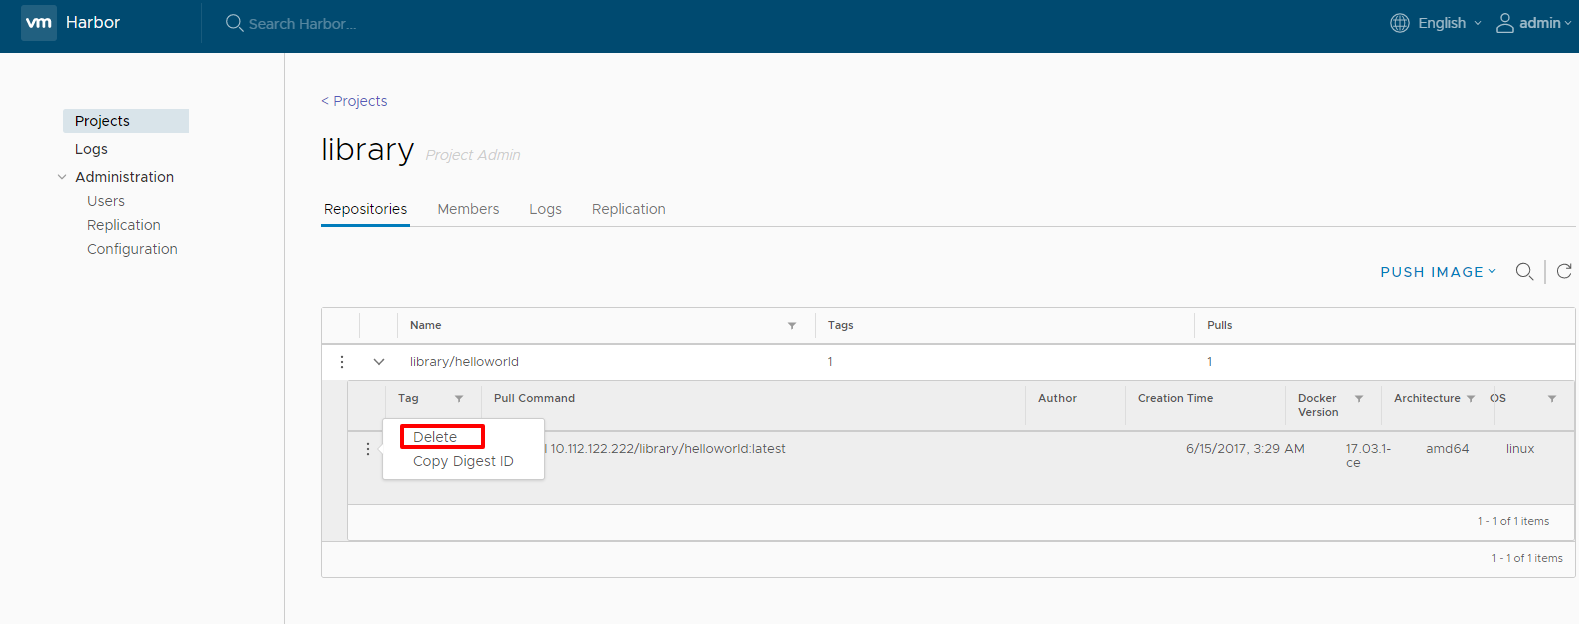 vm Harbor Search Harbor... English admin
Projects
Logs
Administration
Users
Replication
Configuration
< Projects
library Project Admin
Repositories Members Logs Replication
PUSH IMAGE
Name Tags Pulls
library/helloworld 1 1
Tag Pull Command Author Creation Time Docker Version Architecture OS
Delete
Copy Digest ID
10.112.122.222/library/helloworld:latest 6/15/2017, 3:29 AM 17.03.1-ce amd64 linux
1 - 1 of 1 items
1 - 1 of 1 items